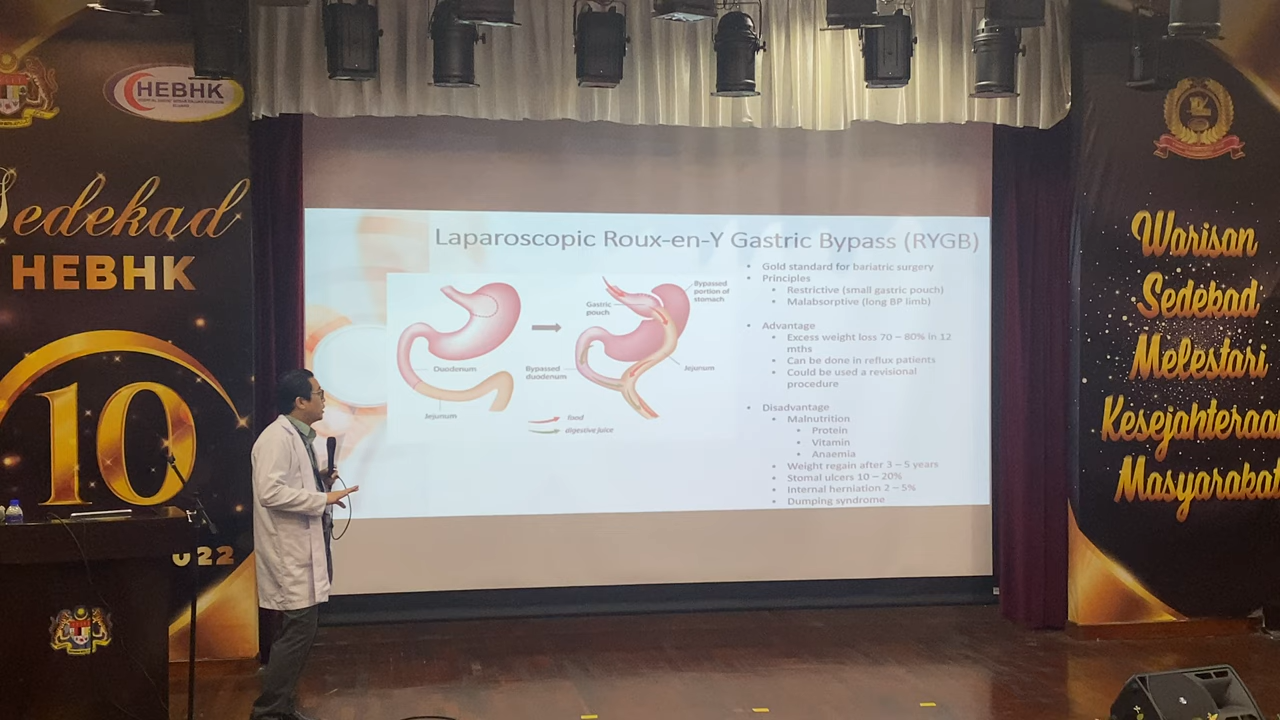 HEBHK
Sedekad
HEBHK
10
Laparoscopic Roux-en-Y Gastric Bypass (RYGB)
Duodenum
Jejunum
Gastric
pouch
Bypassed
portion of
stomach
Bypassed
duodenum
Jejunum
food
digestive juice
• Gold standard for bariatric surgery
• Principles
• Restrictive (small gastric pouch)
• Malabsorptive (long BP limb)
• Advantage
• Excess weight loss 70 – 80% in 12
mths
• Can be done in reflux patients
• Could be used a revisional
procedure
• Disadvantage
• Malnutrition
• Protein
• Vitamin
• Anaemia
• Weight regain after 3 – 5 years
• Stomal ulcers 10 – 20%
• Internal herniation 2 – 5%
• Dumping syndrome
Warisan
Sedekad
Melestari
Kesejahteraa
Masyarakat
022